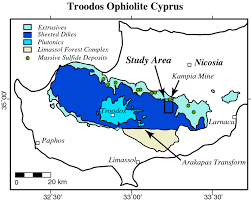 Troodos Ophiolite Cyprus
Extrusives
Sheeted Dikes
Plutonics
Limassol Forest Complex
Massive Sulfide Deposits
Study Area
Nicosia
Kampia Mine
35°00'
Troodos
Larnaca
Paphos
Limassol
Arakapas Transform
0
20 km
32°30'
33°00'
33°30'